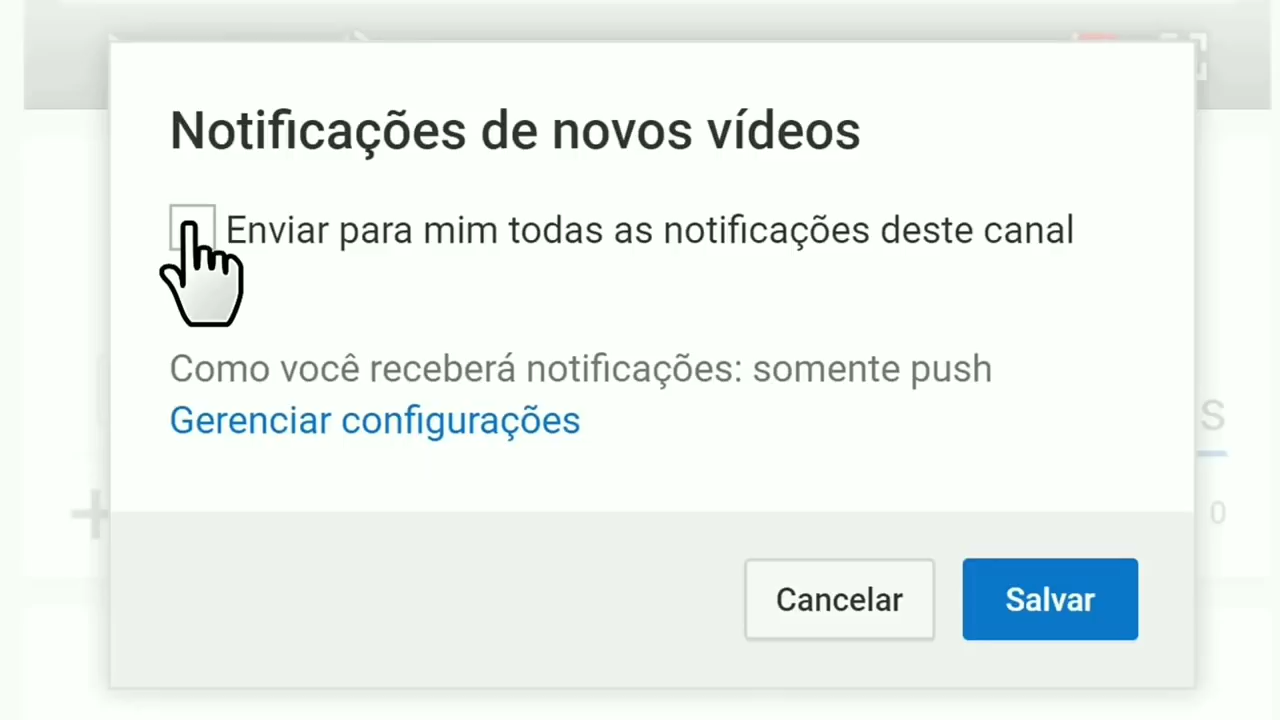 Notificações de novos vídeos
Enviar para mim todas as notificações deste canal
Como você receberá notificações: somente push
Gerenciar configurações
S
0
Cancelar
Salvar